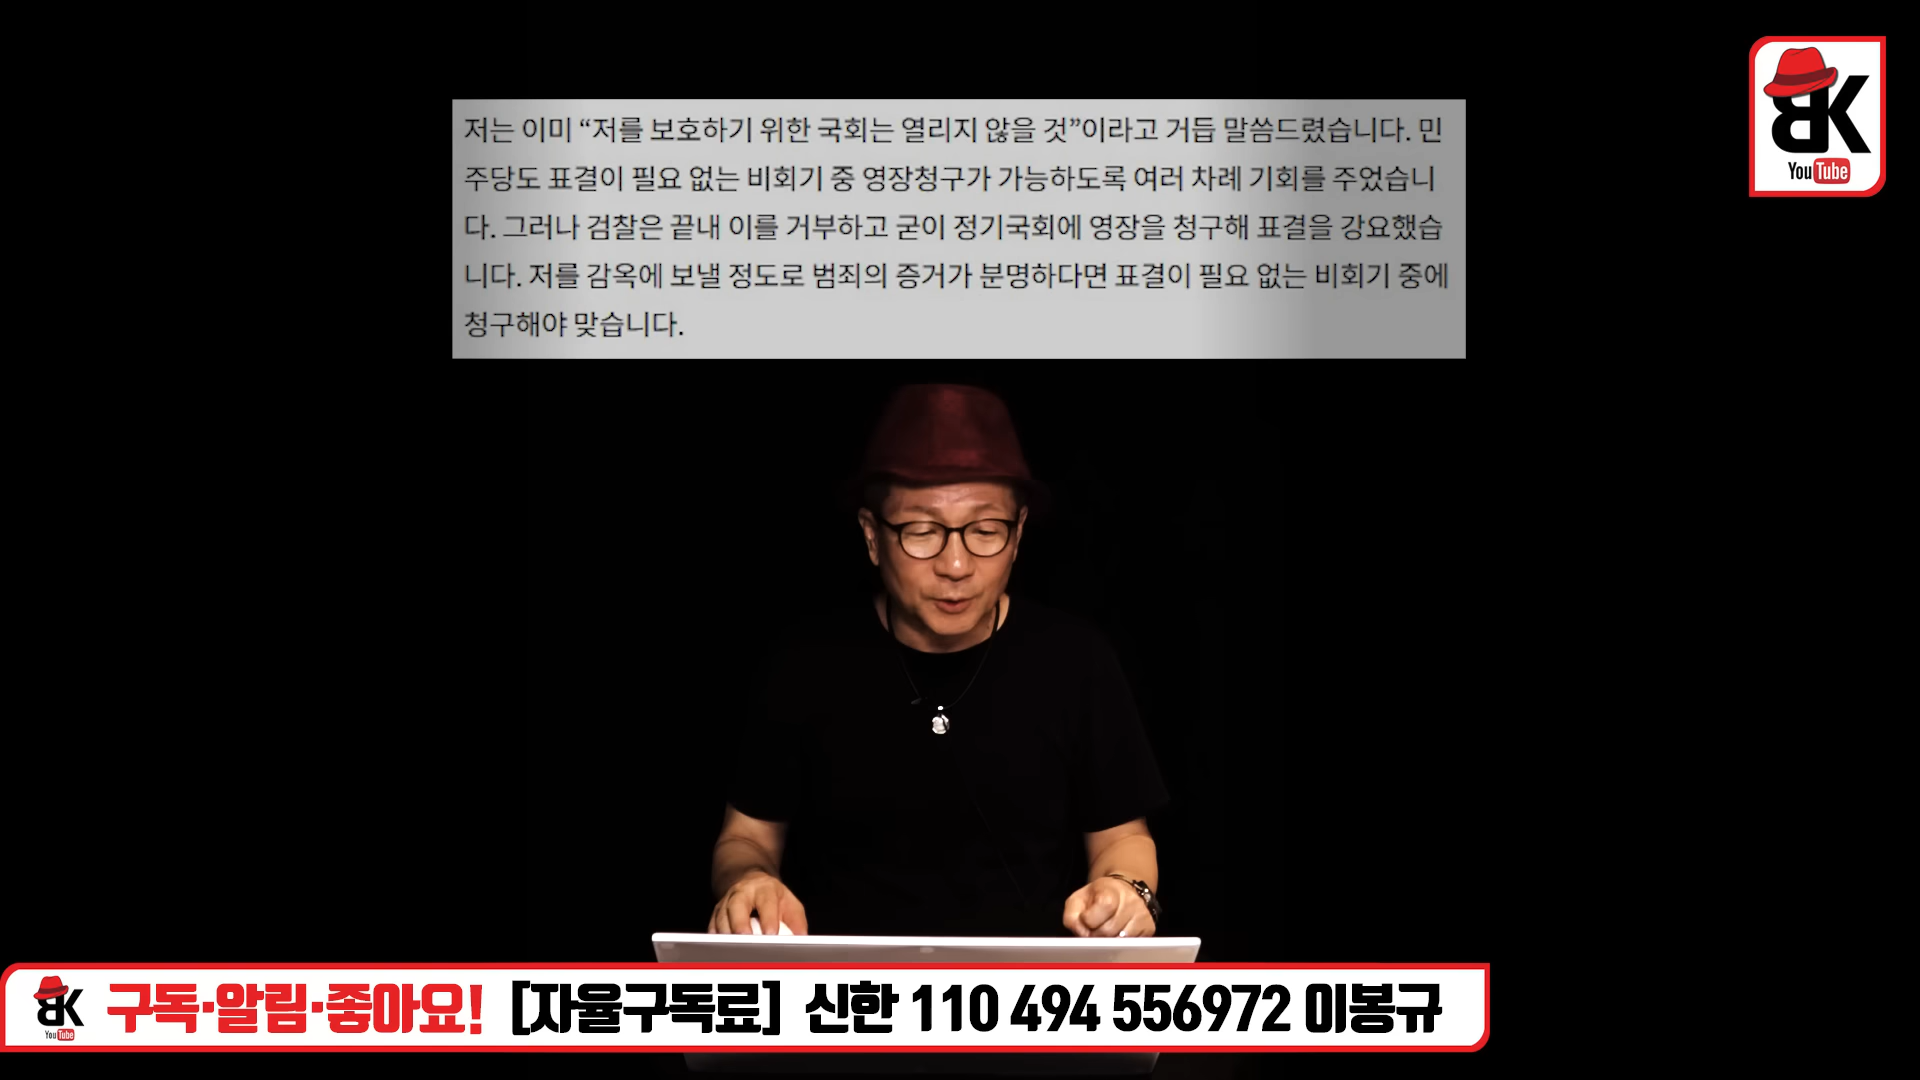 저는 이미 “저를 보호하기 위한 국회는 열리지 않을 것”이라고 거듭 말씀드렸습니다. 민
주당도 표결이 필요 없는 비회기 중 영장청구가 가능하도록 여러 차례 기회를 주었습니
다. 그러나 검찰은 끝내 이를 거부하고 굳이 정기국회에 영장을 청구해 표결을 강요했습
니다. 저를 감옥에 보낼 정도로 범죄의 증거가 분명하다면 표결이 필요 없는 비회기 중에
청구해야 맞습니다.
BK
YouTube
BK
YouTube
구독·알림·좋아요! [자율구독료] 신한 110 494 556972 이봉규